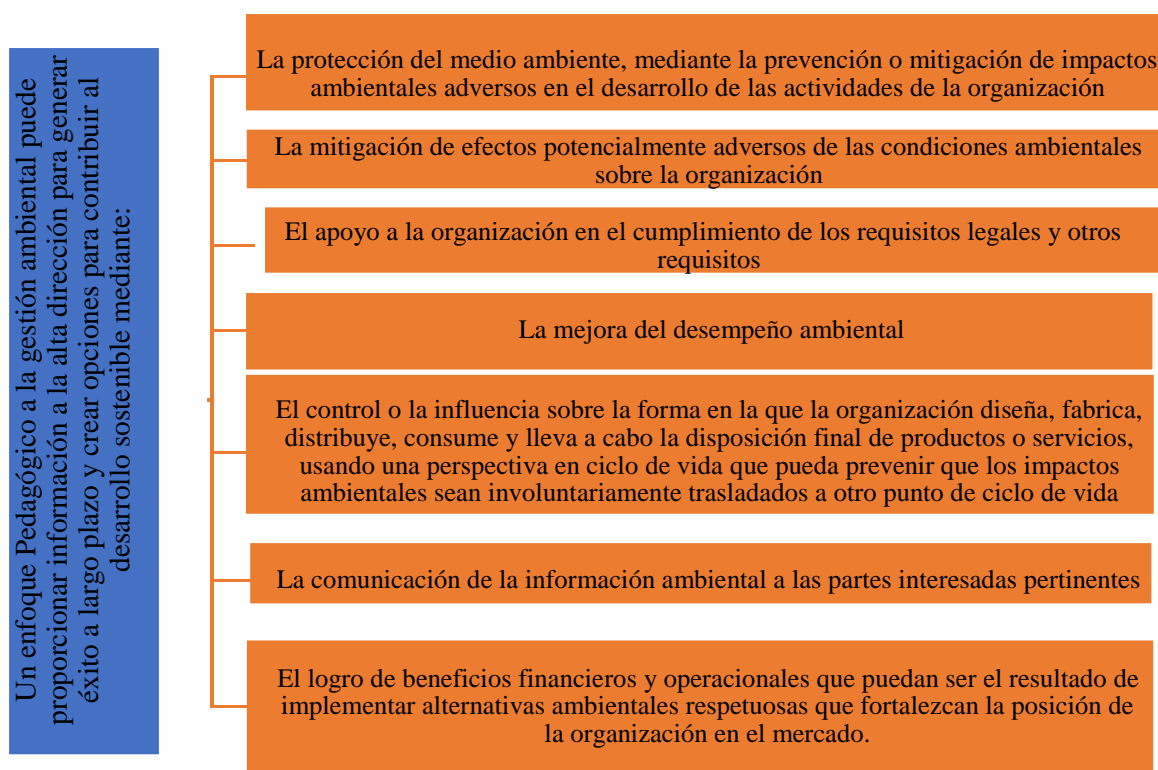 Un enfoque Pedagógico a la gestión ambiental puede
proporcionar información a la alta dirección para generar
éxito a largo plazo y crear opciones para contribuir al
desarrollo sostenible mediante:
La protección del medio ambiente, mediante la prevención o mitigación de impactos
ambientales adversos en el desarrollo de las actividades de la organización
La mitigación de efectos potencialmente adversos de las condiciones ambientales
sobre la organización
El apoyo a la organización en el cumplimiento de los requisitos legales y otros
requisitos
La mejora del desempeño ambiental
El control o la influencia sobre la forma en la que la organización diseña, fabrica,
distribuye, consume y lleva a cabo la disposición final de productos o servicios,
usando una perspectiva en ciclo de vida que pueda prevenir que los impactos
ambientales sean involuntariamente trasladados a otro punto de ciclo de vida
La comunicación de la información ambiental a las partes interesadas pertinentes
El logro de beneficios financieros y operacionales que puedan ser el resultado de
implementar alternativas ambientales respetuosas que fortalezcan la posición de
la organización en el mercado.